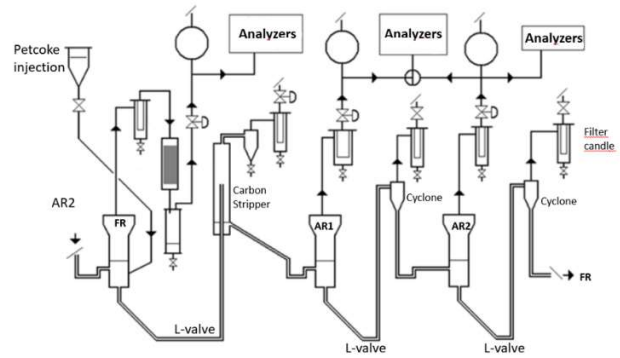 Petcoke
injection
Analyzers
Analyzers
Analyzers
Filter
candle
AR2
FR
Carbon
Stripper
AR1
Cyclone
AR2
Cyclone
FR
L-valve
L-valve
L-valve